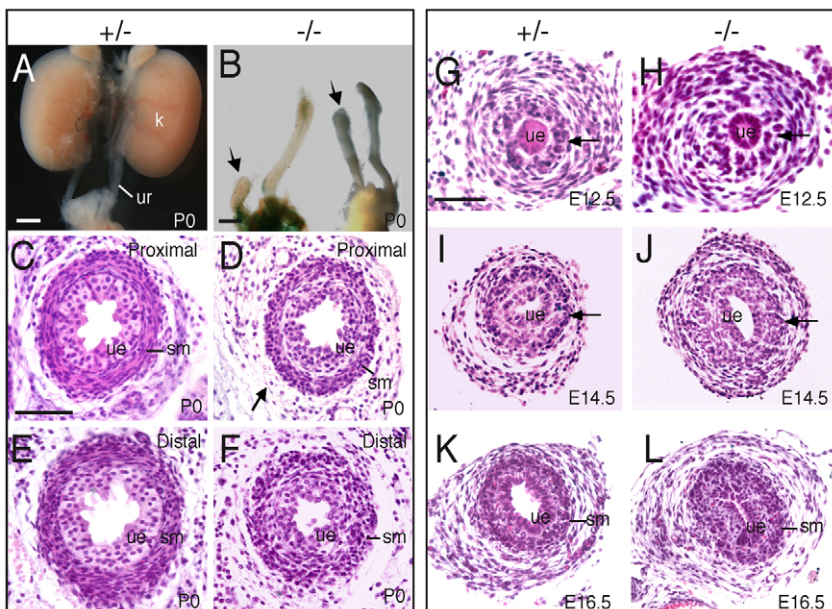 +/-
-/-
A
k
ur
P0
B
P0
C
Proximal
ue
sm
P0
D
Proximal
ue
sm
P0
E
Distal
ue
sm
P0
F
Distal
ue
sm
P0
+/-
-/-
G
ue
E12.5
H
ue
E12.5
I
ue
E14.5
J
ue
E14.5
K
ue
sm
E16.5
L
ue
sm
E16.5